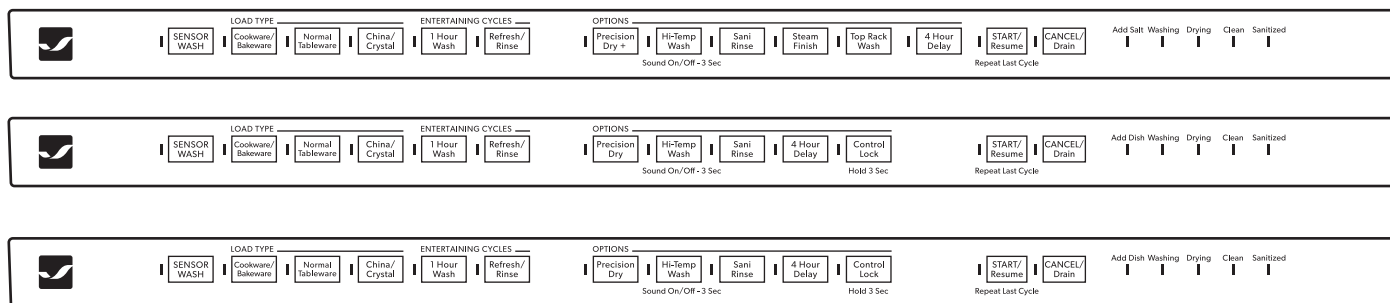 LOAD TYPE ENTERTAINING CYCLES OPTIONS
SENSOR WASH Cookware/ Bakeware Normal Tableware China/ Crystal 1 Hour Wash Refresh/ Rinse Precision Dry + Hi-Temp Wash Sani Rinse Steam Finish Top Rack Wash 4 Hour Delay START/ Resume CANCEL/ Drain Add Salt Washing Drying Clean Sanitized
Sound On/Off - 3 Sec Repeat Last Cycle
LOAD TYPE ENTERTAINING CYCLES OPTIONS
SENSOR WASH Cookware/ Bakeware Normal Tableware China/ Crystal 1 Hour Wash Refresh/ Rinse Precision Dry Hi-Temp Wash Sani Rinse 4 Hour Delay Control Lock START/ Resume CANCEL/ Drain Add Dish Washing Drying Clean Sanitized
Sound On/Off - 3 Sec Hold 3 Sec Repeat Last Cycle
LOAD TYPE ENTERTAINING CYCLES OPTIONS
SENSOR WASH Cookware/ Bakeware Normal Tableware China/ Crystal 1 Hour Wash Refresh/ Rinse Precision Dry Hi-Temp Wash Sani Rinse 4 Hour Delay Control Lock START/ Resume CANCEL/ Drain Add Dish Washing Drying Clean Sanitized
Sound On/Off - 3 Sec Hold 3 Sec Repeat Last Cycle